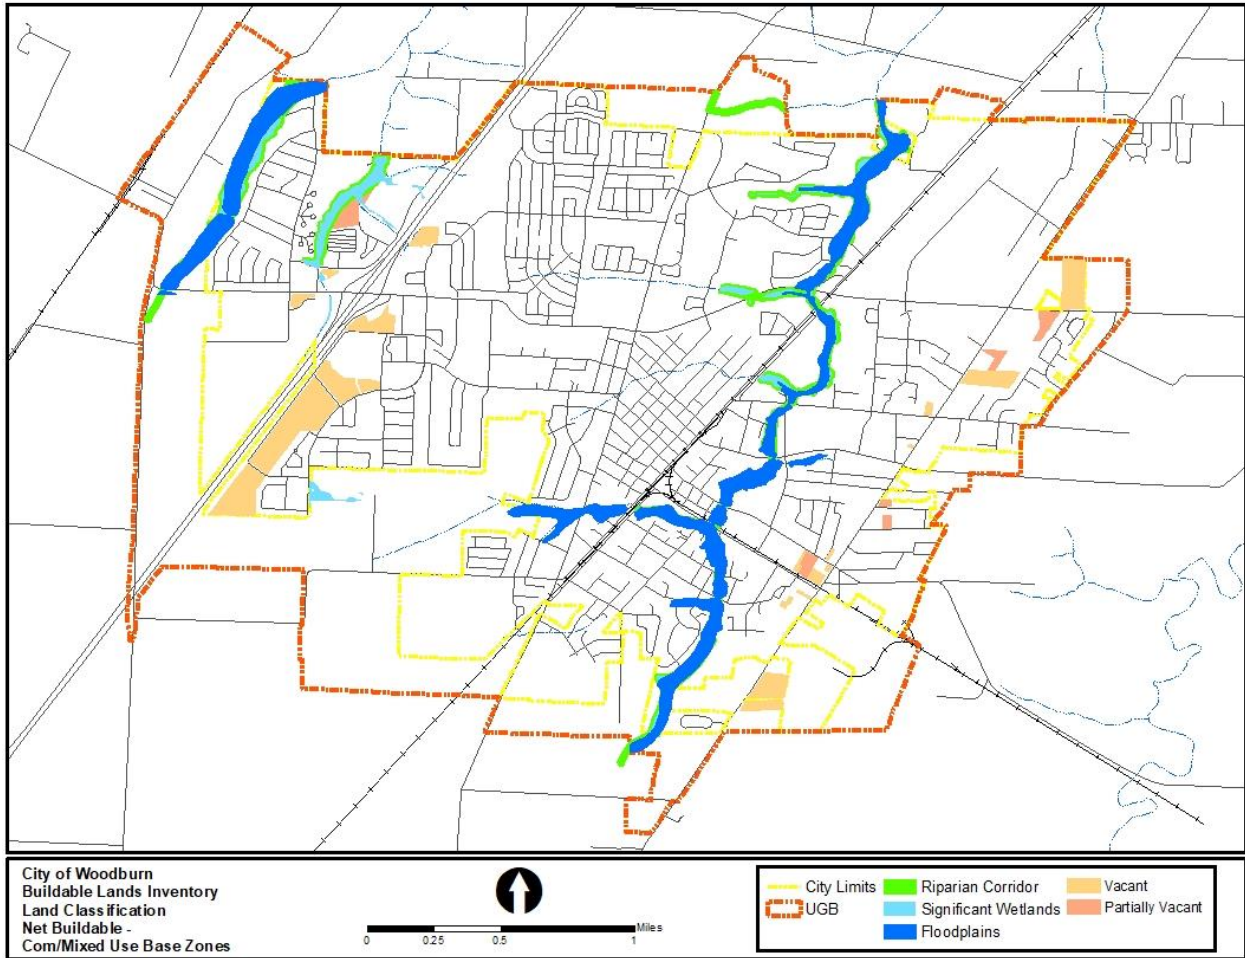 City of Woodburn
Buildable Lands Inventory
Land Classification
Net Buildable -
Com/Mixed Use Base Zones
Miles
0 0.25 0.5 1
City Limits Riparian Corridor Vacant
UGB Significant Wetlands Partially Vacant
Floodplains